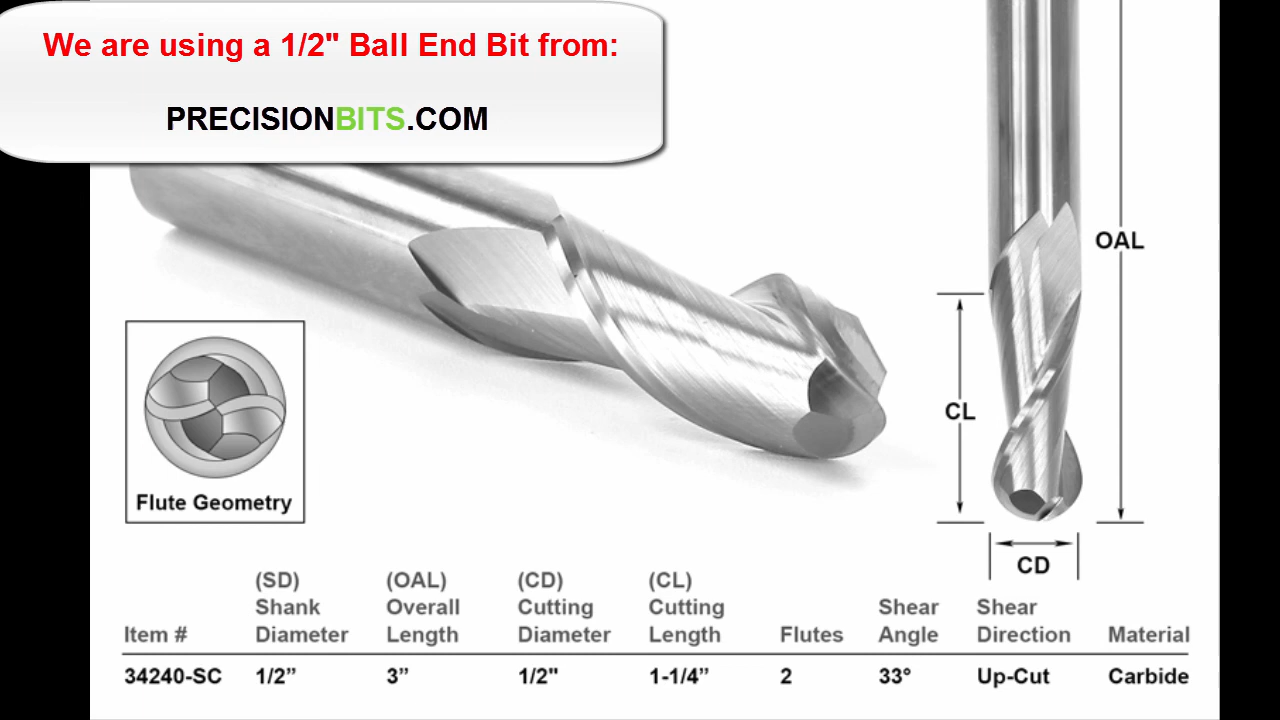 We are using a 1/2" Ball End Bit from:
PRECISIONBITS.COM
OAL
CL
CD
Flute Geometry
(SD) (OAL) (CD) (CL)
Shank Overall Cutting Cutting Shear Shear
Item # Diameter Length Diameter Length Flutes Angle Direction Material
34240-SC 1/2” 3” 1/2" 1-1/4” 2 33° Up-Cut Carbide